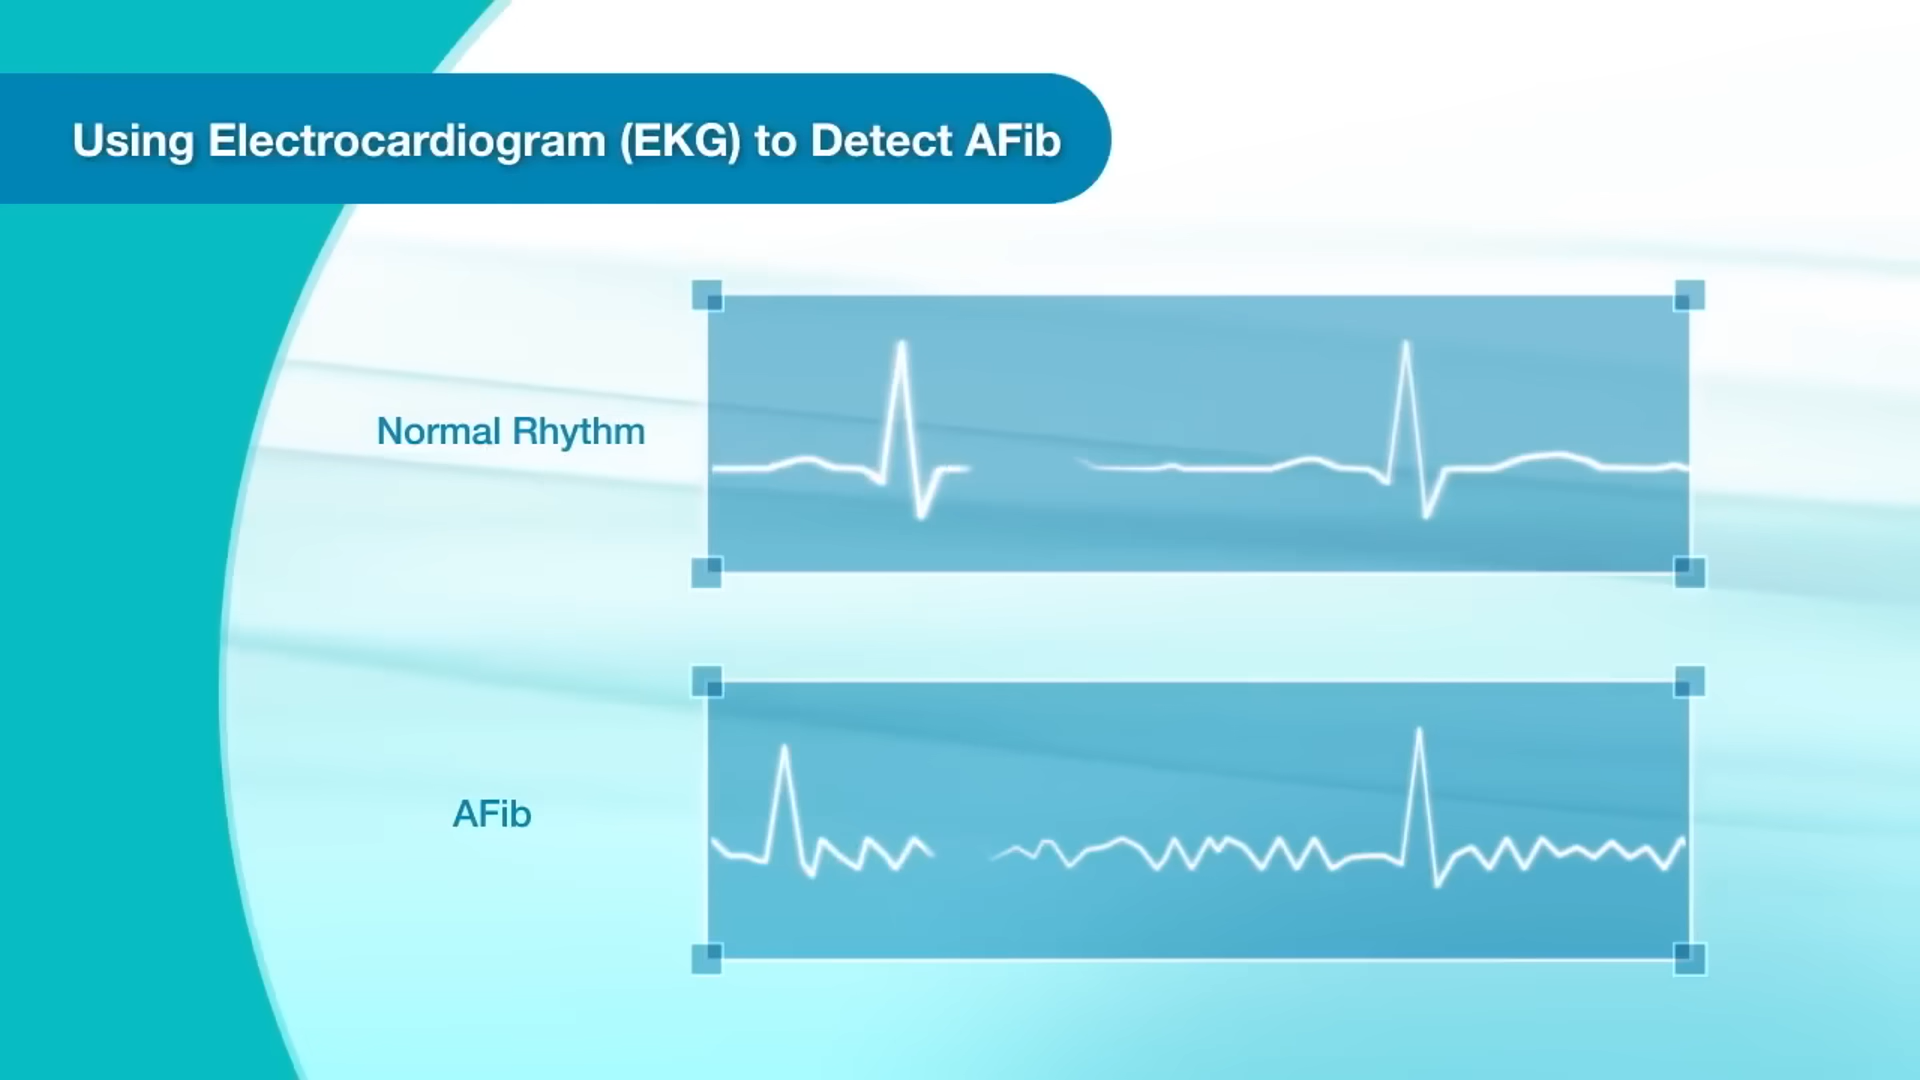 Using Electrocardiogram (EKG) to Detect AFib
Normal Rhythm
AFib